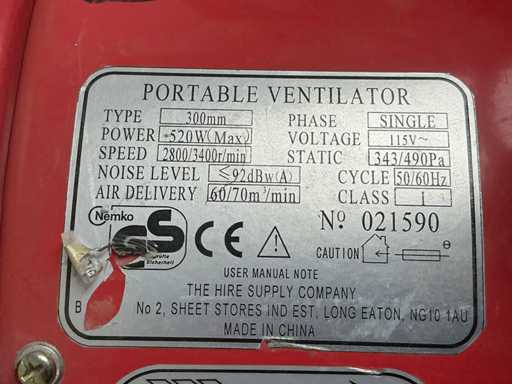 PORTABLE VENTILATOR
TYPE 300mm PHASE SINGLE
POWER 520W(Max) VOLTAGE 115V~
SPEED 2800/3400r/min STATIC 343/490Pa
NOISE LEVEL ≤92dBw(A) CYCLE 50/60Hz
AIR DELIVERY 60/70m³/min CLASS I
Nemko
GS
Sicherheit
CE
Nº 021590
CAUTION
USER MANUAL NOTE
THE HIRE SUPPLY COMPANY
B No 2, SHEET STORES IND EST, LONG EATON, NG10 1AU
MADE IN CHINA